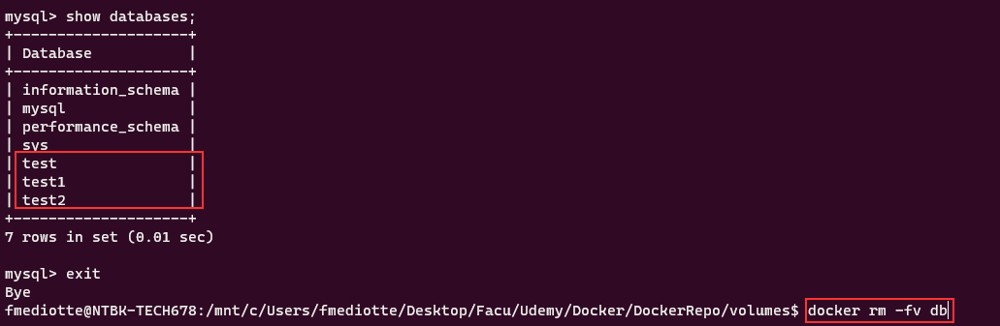 mysql> show databases;
+--------------------+
| Database           |
+--------------------+
| information_schema |
| mysql              |
| performance_schema |
| sys                |
| test               |
| test1              |
| test2              |
+--------------------+
7 rows in set (0.01 sec)
mysql> exit
Bye
fmediotte@NTBK-TECH678:/mnt/c/Users/fmediotte/Desktop/Facu/Udemy/Docker/DockerRepo/volumes$ docker rm -fv db